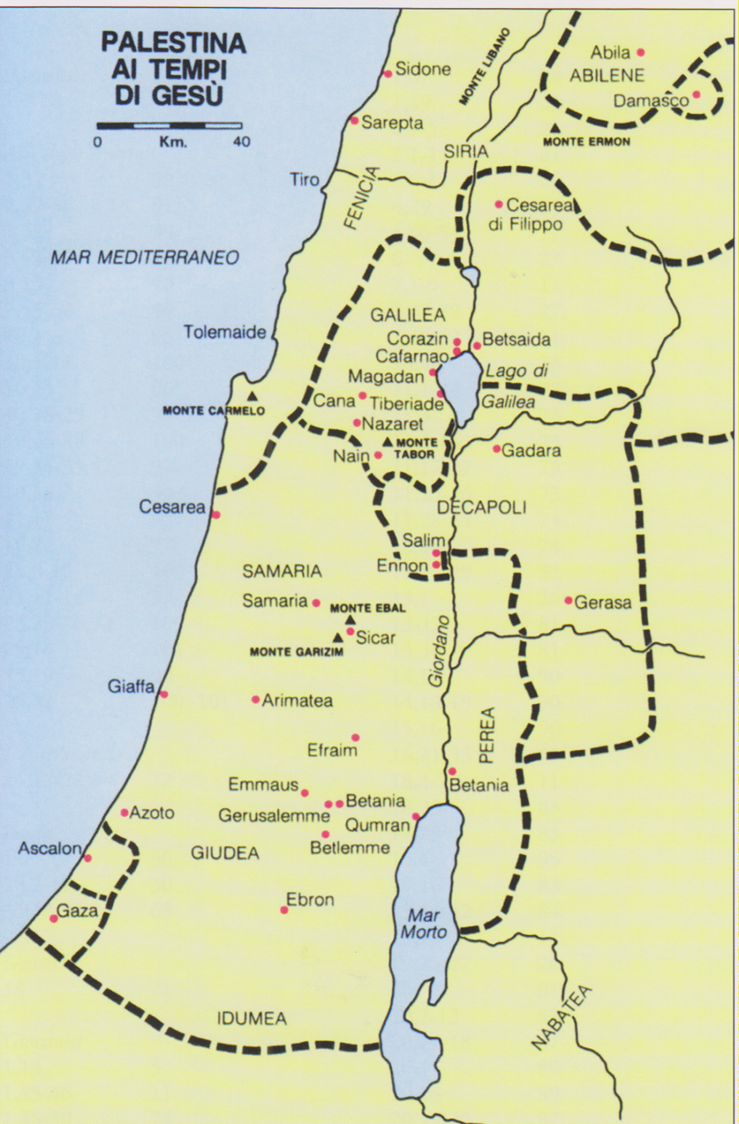 PALESTINA
AI TEMPI
DI GESÙ
0 Km. 40
Sidone
MONTE LIBANO
Abila
ABILENE
Damasco
Sarepta
MONTE ERMON
SIRIA
Tiro
FENICIA
Cesarea
di Filippo
MAR MEDITERRANEO
GALILEA
Tolemaide
Corazin
Betsaida
Cafarnao
Lago di
Galilea
Magadan
Cana
Tiberiade
MONTE CARMELO
Nazaret
MONTE
TABOR
Nain
Gadara
Cesarea
DECAPOLI
Salim
Ennon
SAMARIA
Samaria
MONTE EBAL
Gerasa
Sicar
MONTE GARIZIM
Giordano
Giaffa
Arimatea
PEREA
Efraim
Emmaus
Betania
Betania
Gerusalemme
Qumran
Azoto
Betlemme
Ascalon
GIUDEA
Ebron
Gaza
Mar
Morto
IDUMEA
NABATEA